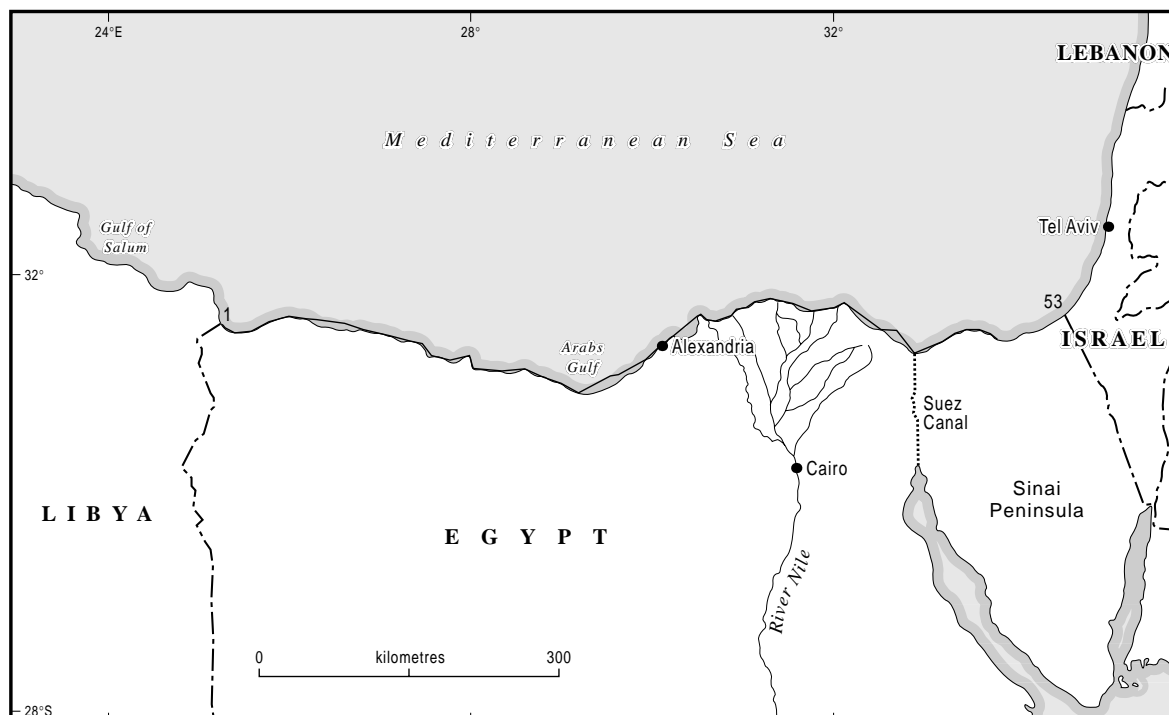 24°E
28°
32°
LEBANON
Mediterranean Sea
Gulf of
Salum
Tel Aviv
32°
1
53
ISRAEL
Arabs
Gulf
Alexandria
Suez
Canal
Cairo
Sinai
Peninsula
LIBYA
EGYPT
River Nile
0 kilometres 300
28°S